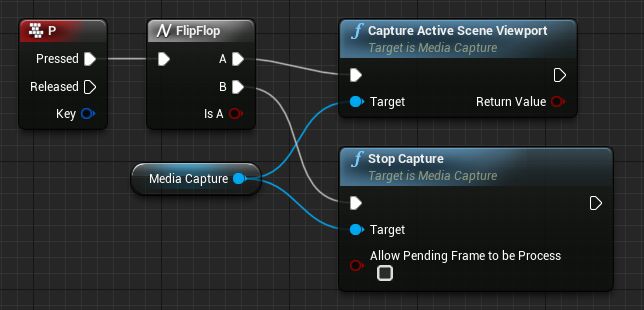 P
Pressed
Released
Key
FlipFlop
A
B
Is A
Media Capture
Capture Active Scene Viewport
Target is Media Capture
Target
Return Value
Stop Capture
Target is Media Capture
Target
Allow Pending Frame to be Process